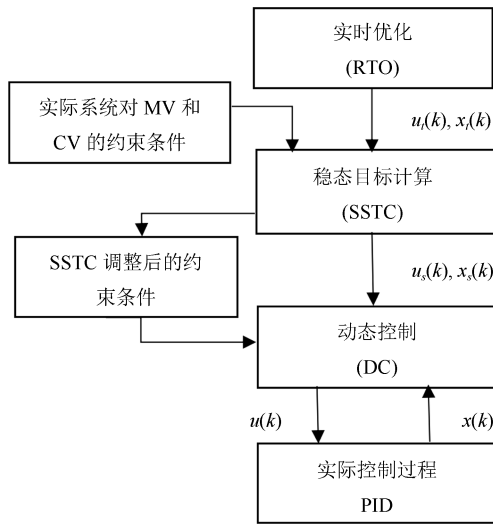 实时优化
(RTO)
实际系统对 MV 和
CV 的约束条件
u_t(k), x_t(k)
稳态目标计算
(SSTC)
SSTC 调整后的约
束条件
u_s(k), x_s(k)
动态控制
(DC)
u(k)
x(k)
实际控制过程
PID